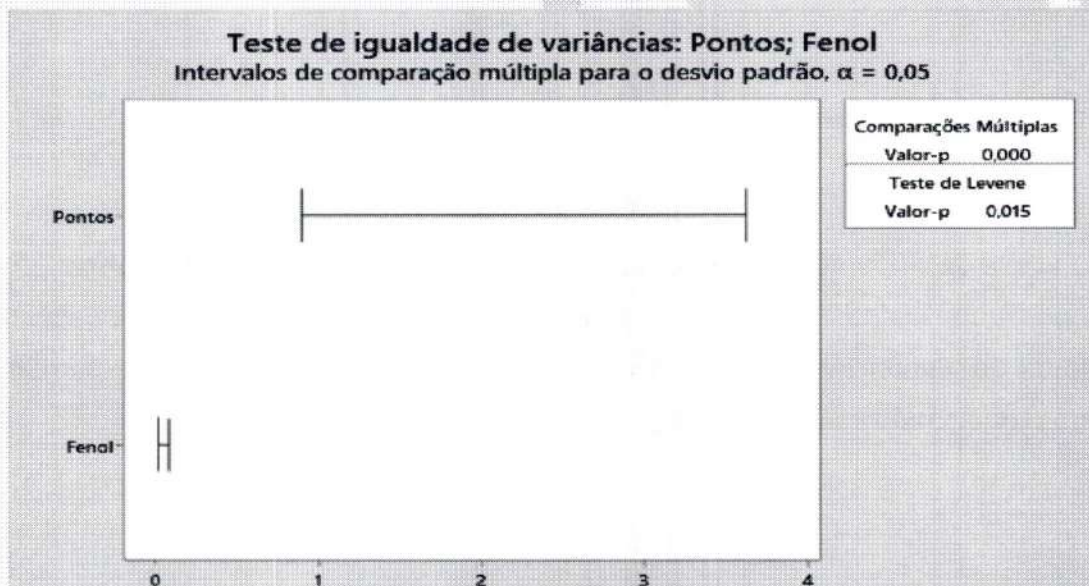 Teste de igualdade de variâncias: Pontos; Fenol
Intervalos de comparação múltipla para o desvio padrão, α = 0,05
Comparações Múltiplas
Valor-p 0,000
Teste de Levene
Valor-p 0,015
Pontos
Fenol
0 1 2 3 4